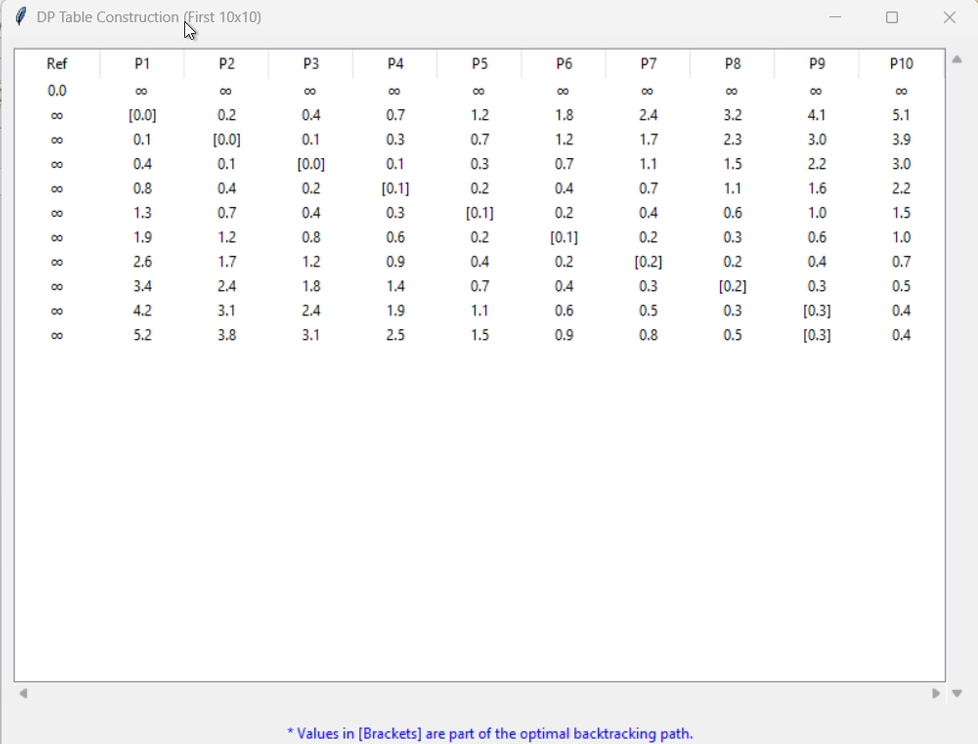 DP Table Construction (First 10x10)
Ref P1 P2 P3 P4 P5 P6 P7 P8 P9 P10
0.0 ∞ ∞ ∞ ∞ ∞ ∞ ∞ ∞ ∞ ∞
∞ [0.0] 0.2 0.4 0.7 1.2 1.8 2.4 3.2 4.1 5.1
∞ 0.1 [0.0] 0.1 0.3 0.7 1.2 1.7 2.3 3.0 3.9
∞ 0.4 0.1 [0.0] 0.1 0.3 0.7 1.1 1.5 2.2 3.0
∞ 0.8 0.4 0.2 [0.1] 0.2 0.4 0.7 1.1 1.6 2.2
∞ 1.3 0.7 0.4 0.3 [0.1] 0.2 0.4 0.6 1.0 1.5
∞ 1.9 1.2 0.8 0.6 0.2 [0.1] 0.2 0.3 0.6 1.0
∞ 2.6 1.7 1.2 0.9 0.4 0.2 [0.2] 0.2 0.4 0.7
∞ 3.4 2.4 1.8 1.4 0.7 0.4 0.3 [0.2] 0.3 0.5
∞ 4.2 3.1 2.4 1.9 1.1 0.6 0.5 0.3 [0.3] 0.4
∞ 5.2 3.8 3.1 2.5 1.5 0.9 0.8 0.5 [0.3] 0.4
* Values in [Brackets] are part of the optimal backtracking path.